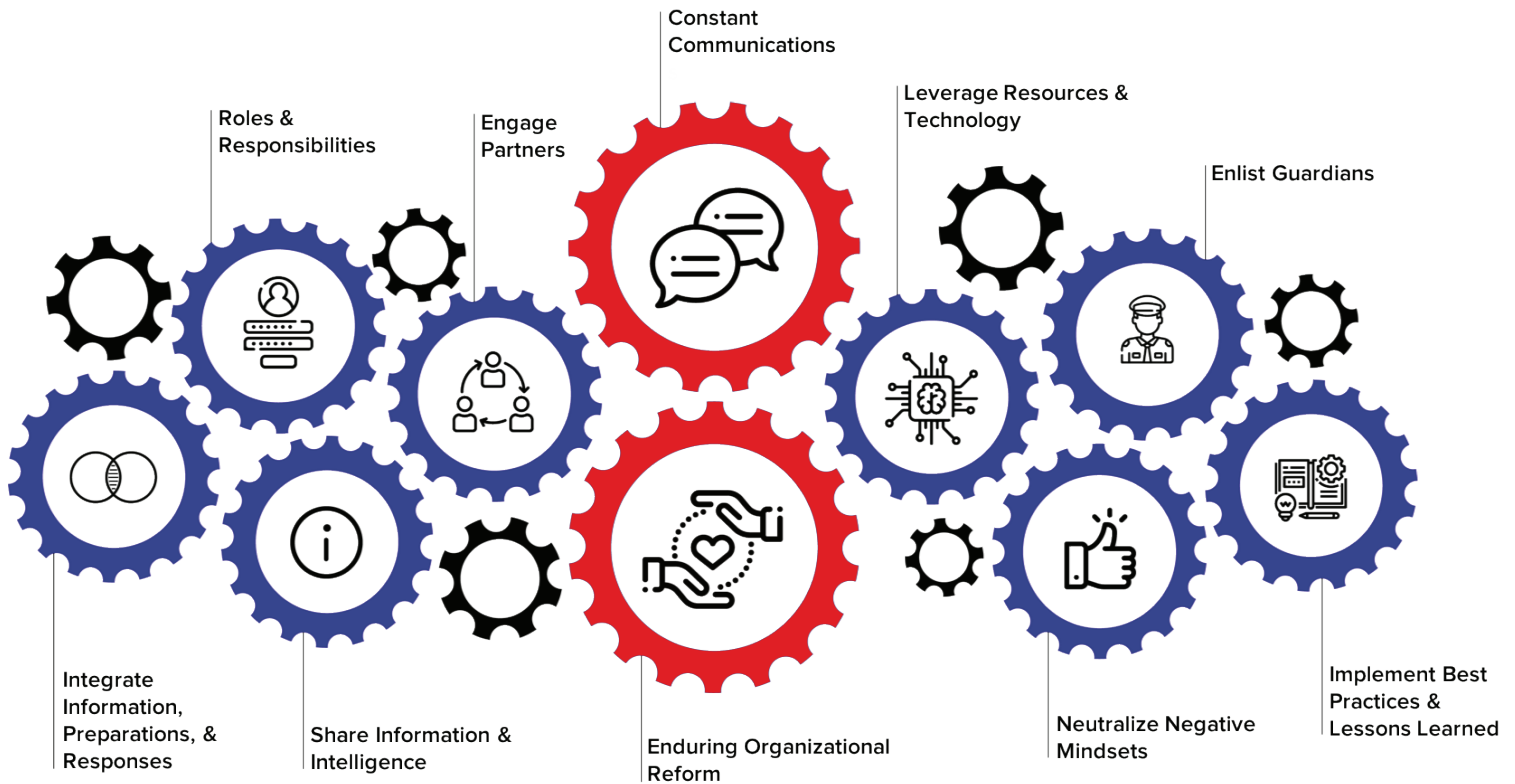 Constant
Communications
Roles &
Responsibilities
Engage
Partners
Leverage Resources &
Technology
Enlist Guardians
Integrate
Information,
Preparations, &
Responses
Share Information &
Intelligence
Enduring Organizational
Reform
Neutralize Negative
Mindsets
Implement Best
Practices &
Lessons Learned